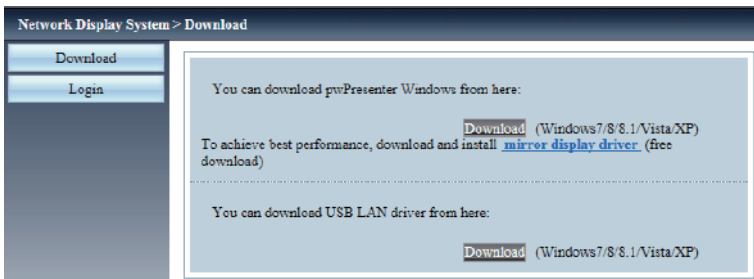 Network Display System > Download
Download
Login
You can download pwPresenter Windows from here:
Download (Windows7/8/8.1/Vista/XP)
To achieve best performance, download and install mirror display driver (free
download)
You can download USB LAN driver from here:
Download (Windows7/8/8.1/Vista/XP)